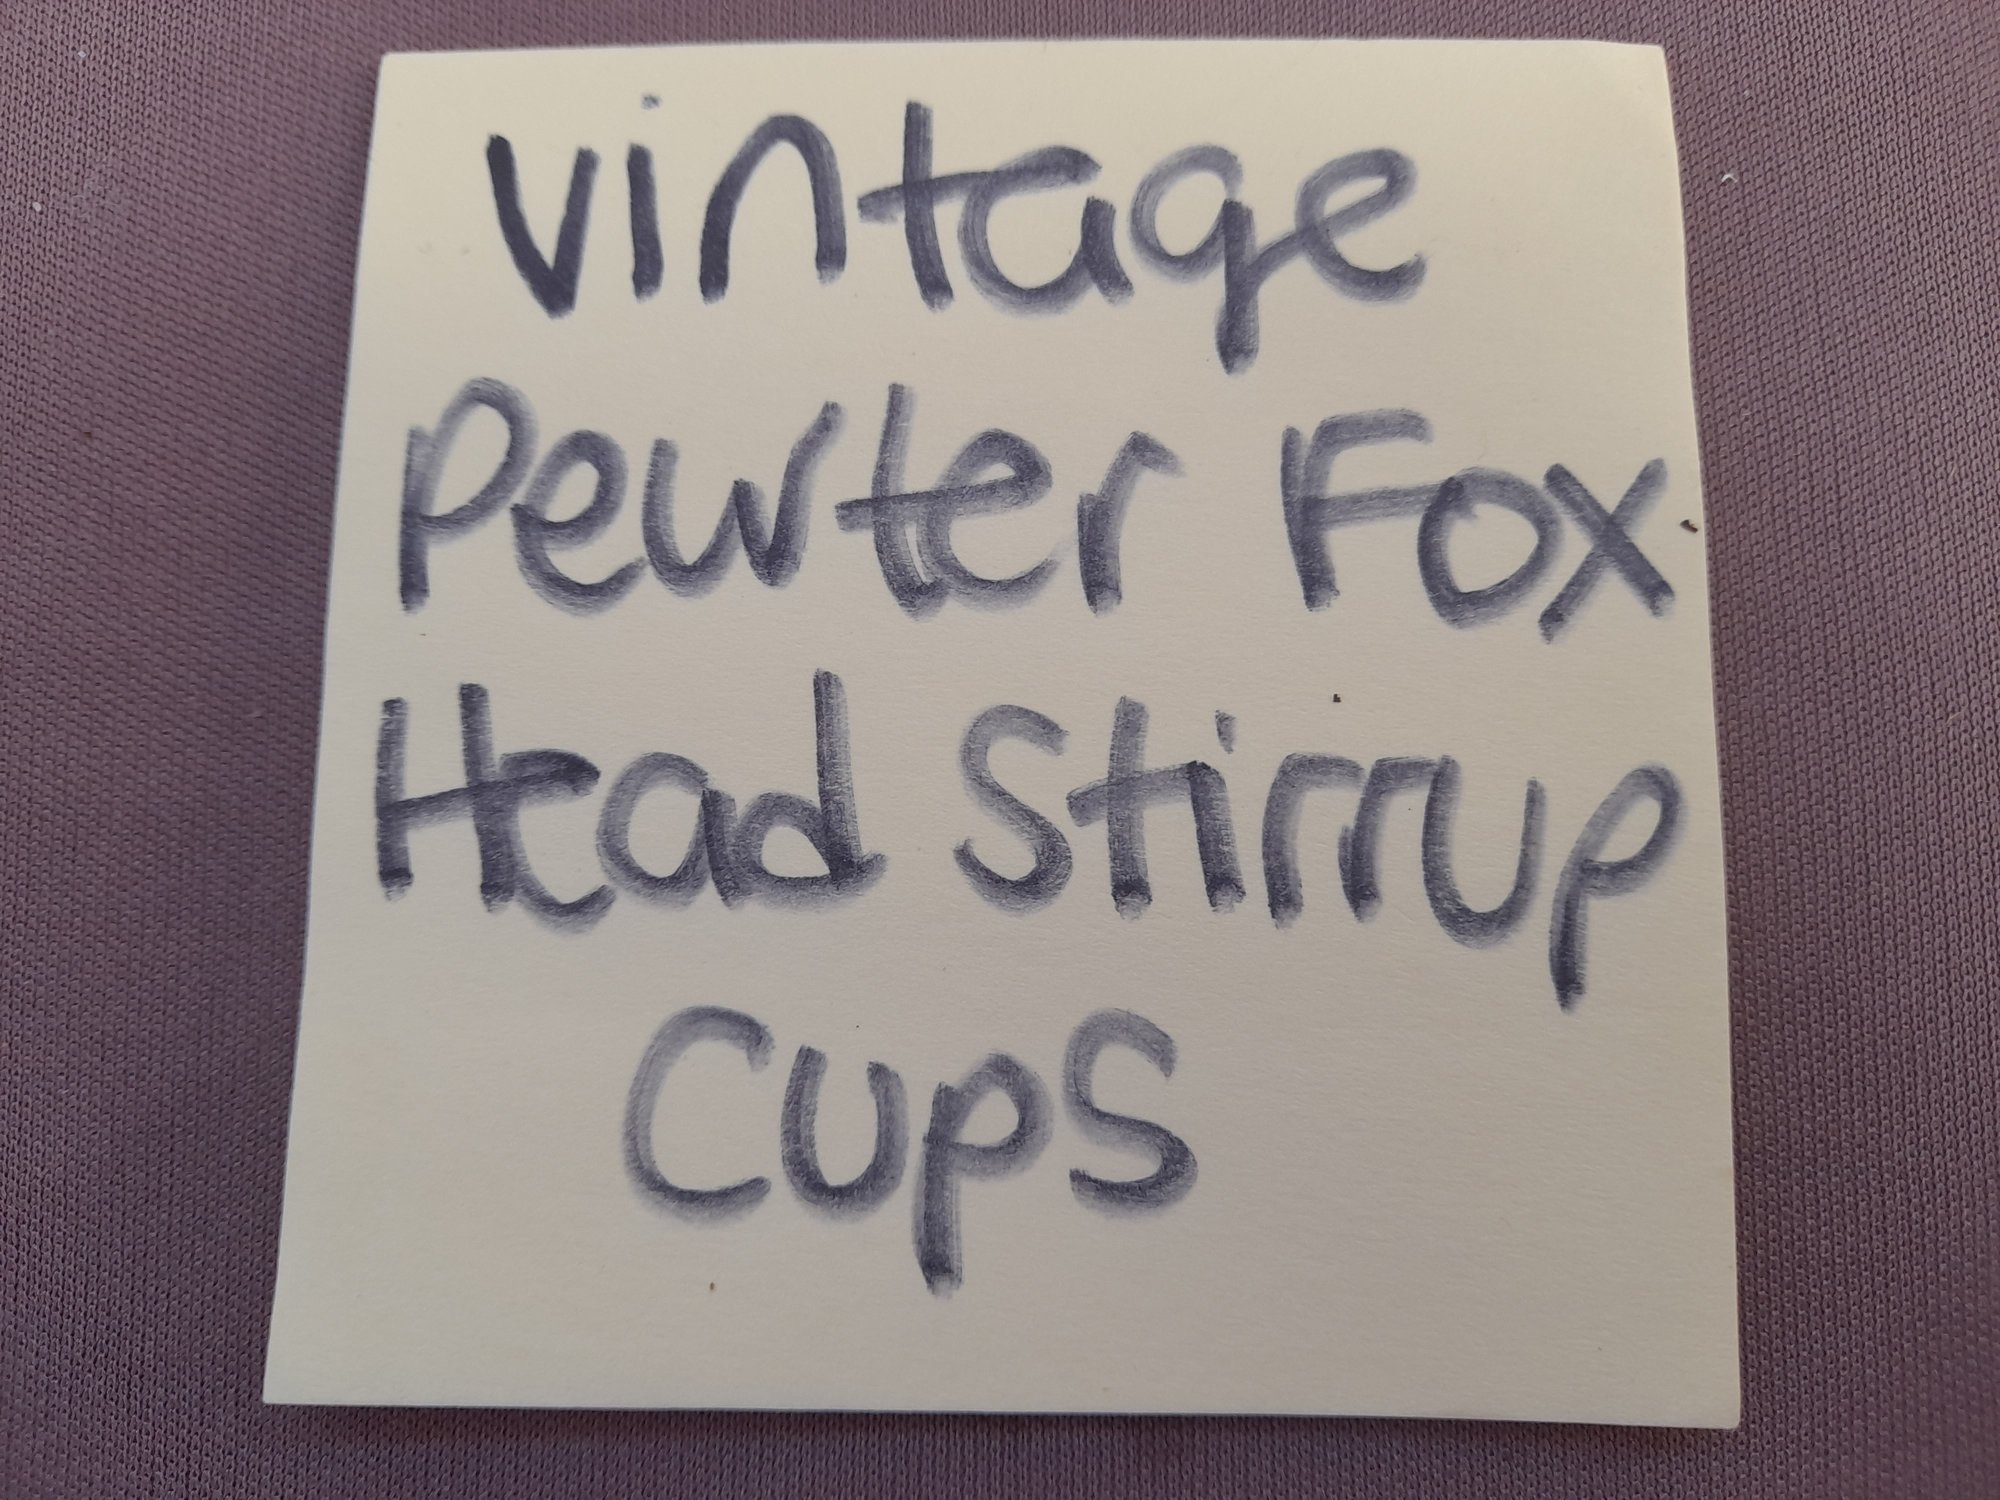 vintage
Pewter Fox
Head Stirrup
Cups